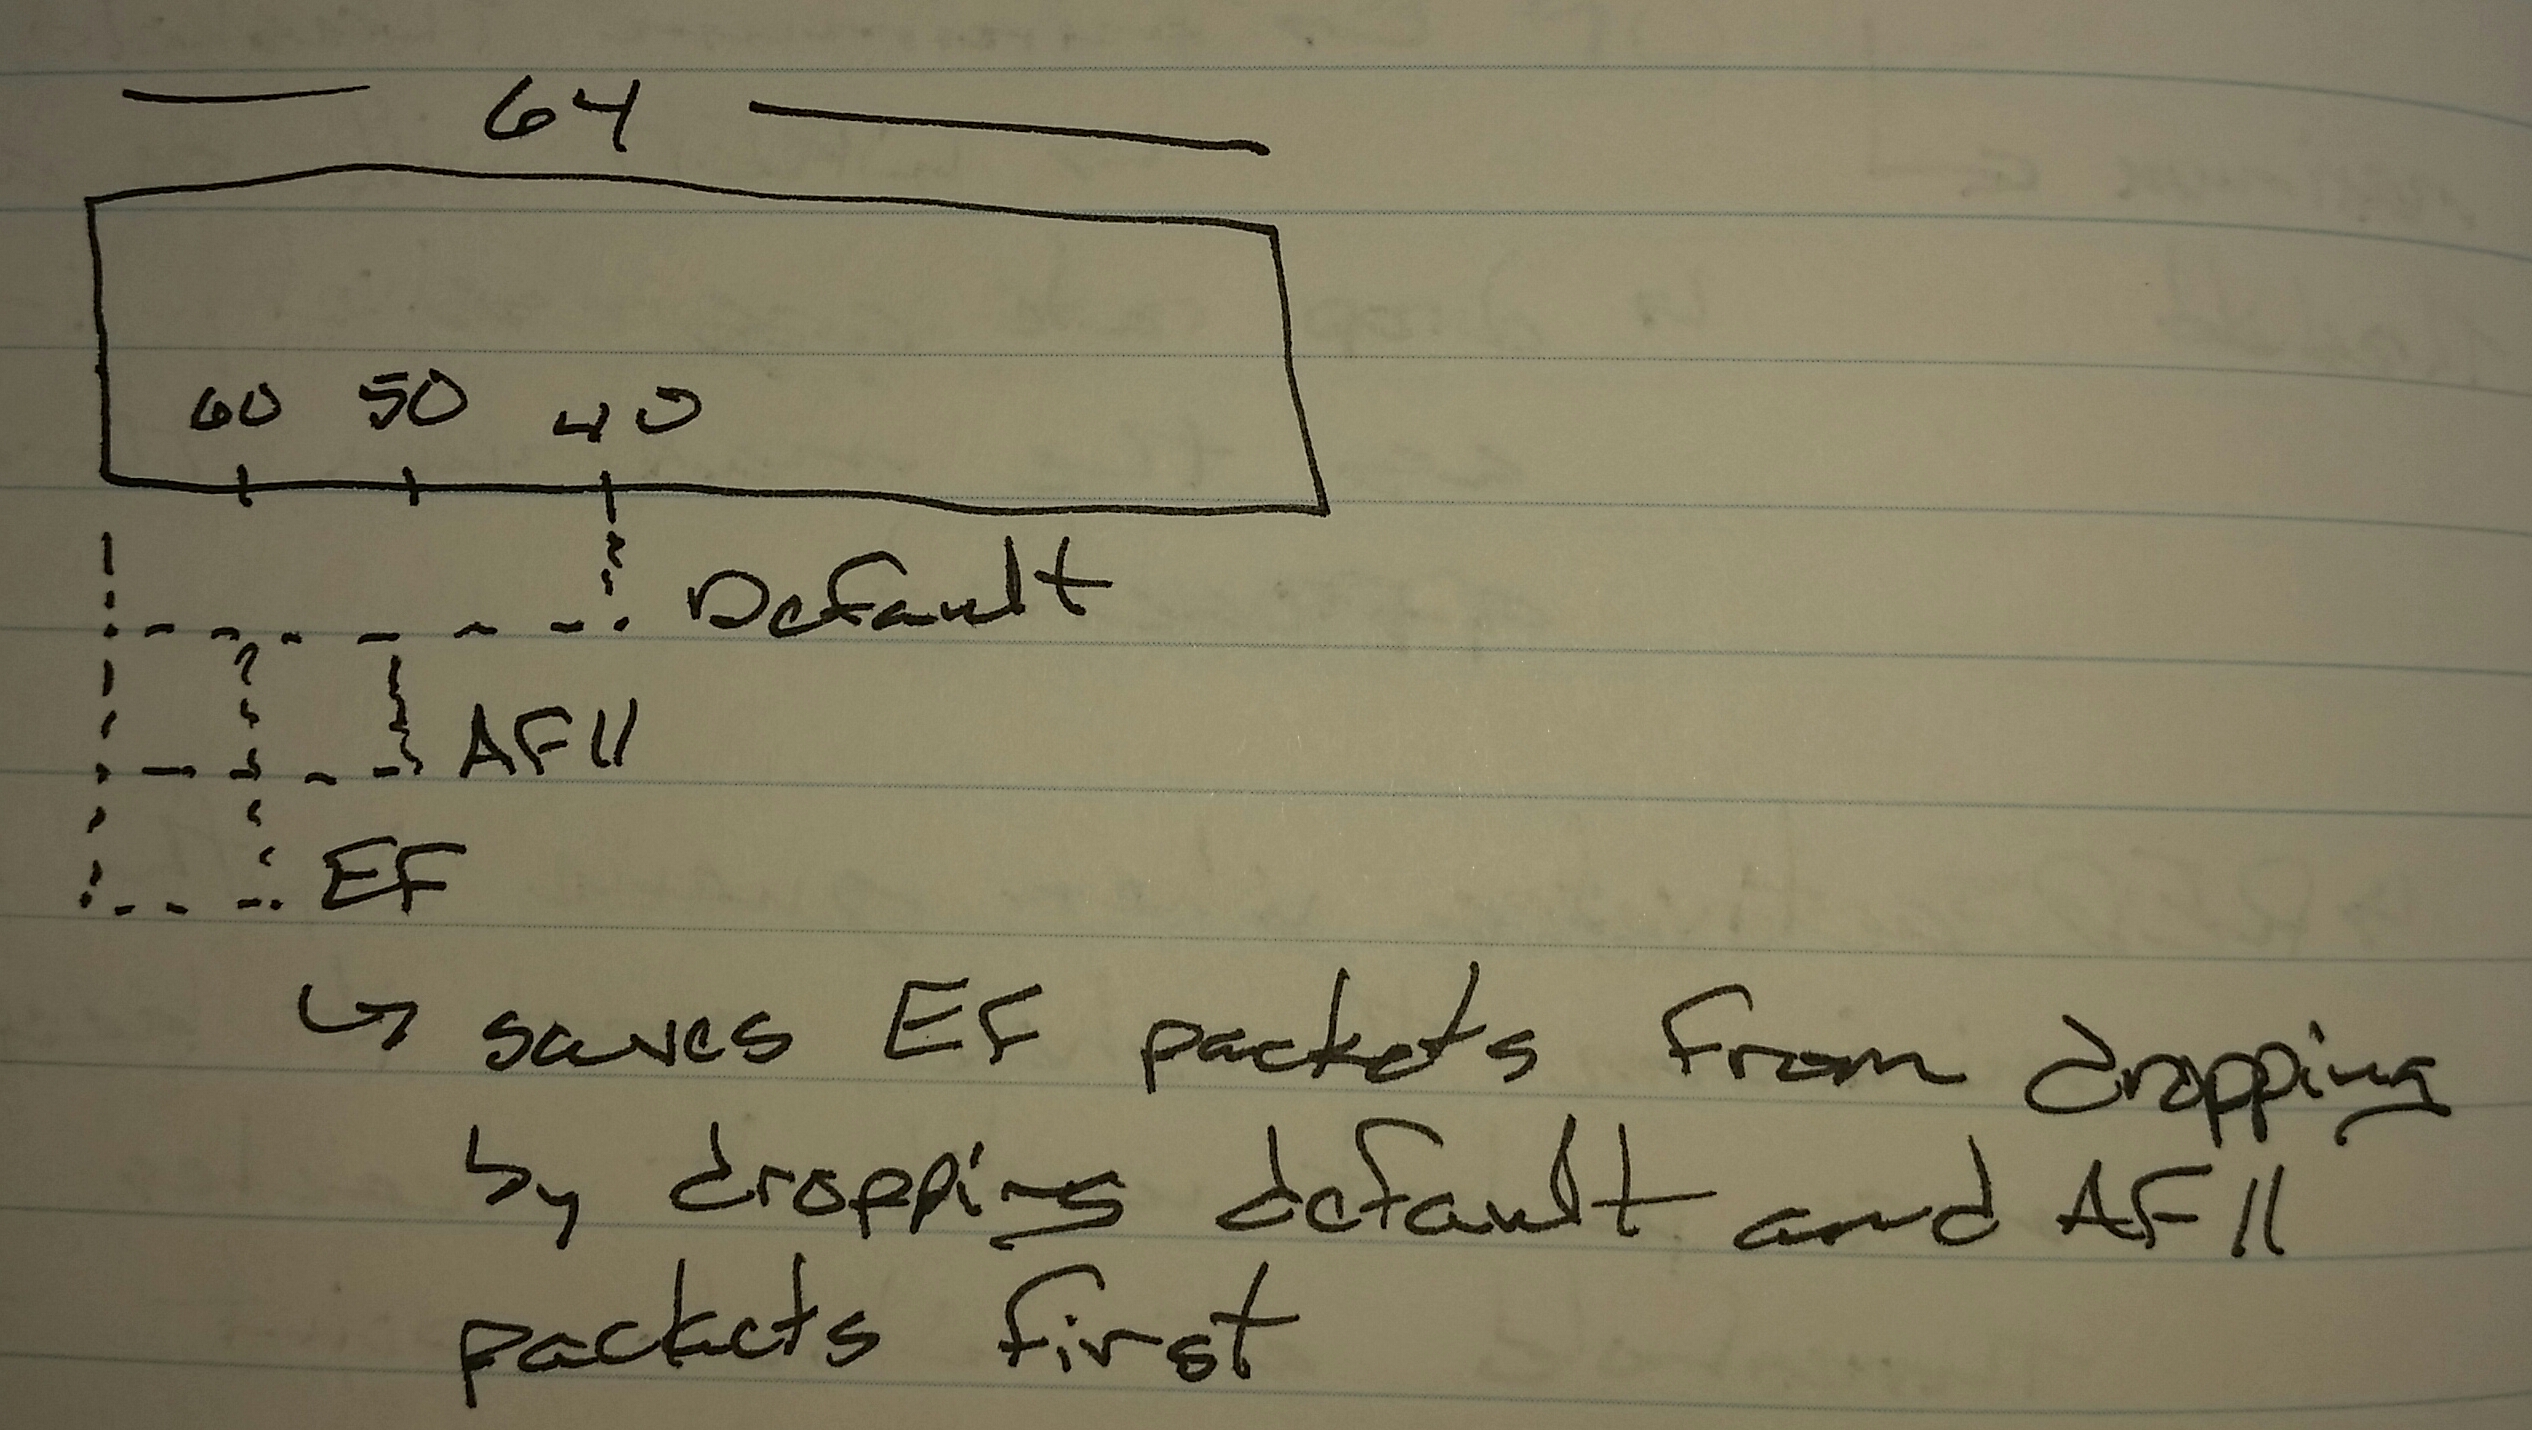 64
60 50 40
Default
AF11
EF
↳ saves EF packets from dropping
by dropping default and AF11
packets first